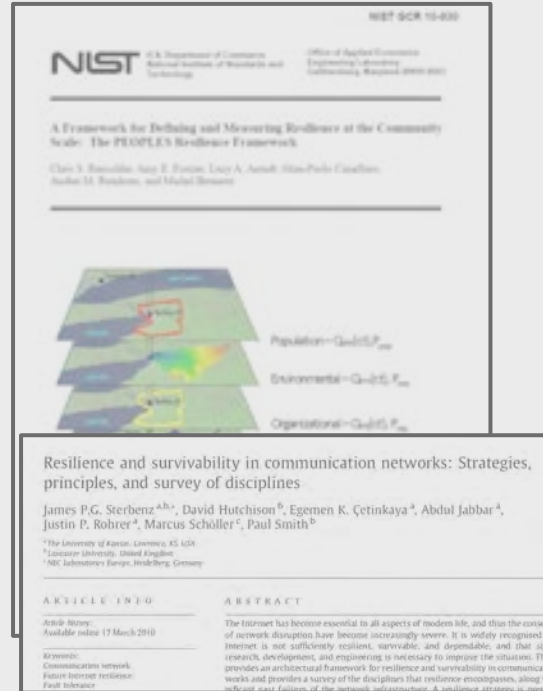 NIST GCR 10-930
NIST
U.S. Department of Commerce
National Institute of Standards and
Technology
Office of Applied Economics
Engineering Laboratory
Gaithersburg, Maryland
A Framework for Defining and Measuring Resilience at the Community
Scale: The PEOPLES Resilience Framework
Population
Environmental
Organizational
Resilience and survivability in communication networks: Strategies,
principles, and survey of disciplines
James P.G. Sterbenz a,b,*, David Hutchison b, Egemen K. Çetinkaya a, Abdul Jabbar a,
Justin P. Rohrer a, Marcus Schöller c, Paul Smith b
a The University of Kansas, Lawrence, KS, USA
b Lancaster University, United Kingdom
c NEC Laboratories Europe, Heidelberg, Germany
ARTICLE INFO
ABSTRACT
Article history:
Available online 17 March 2010
Keywords:
Communication network
Future Internet resilience
Fault tolerance
The Internet has become essential to all aspects of modern life, and thus the conse
of network disruption have become increasingly severe. It is widely recognised
Internet is not sufficiently resilient, survivable, and dependable, and that si
research, development, and engineering is necessary to improve the situation. Th
provides an architectural framework for resilience and survivability in communica
works and provides a survey of the disciplines that resilience encompasses, along
nificant past failures of the network infrastructure. A resilience strategy is